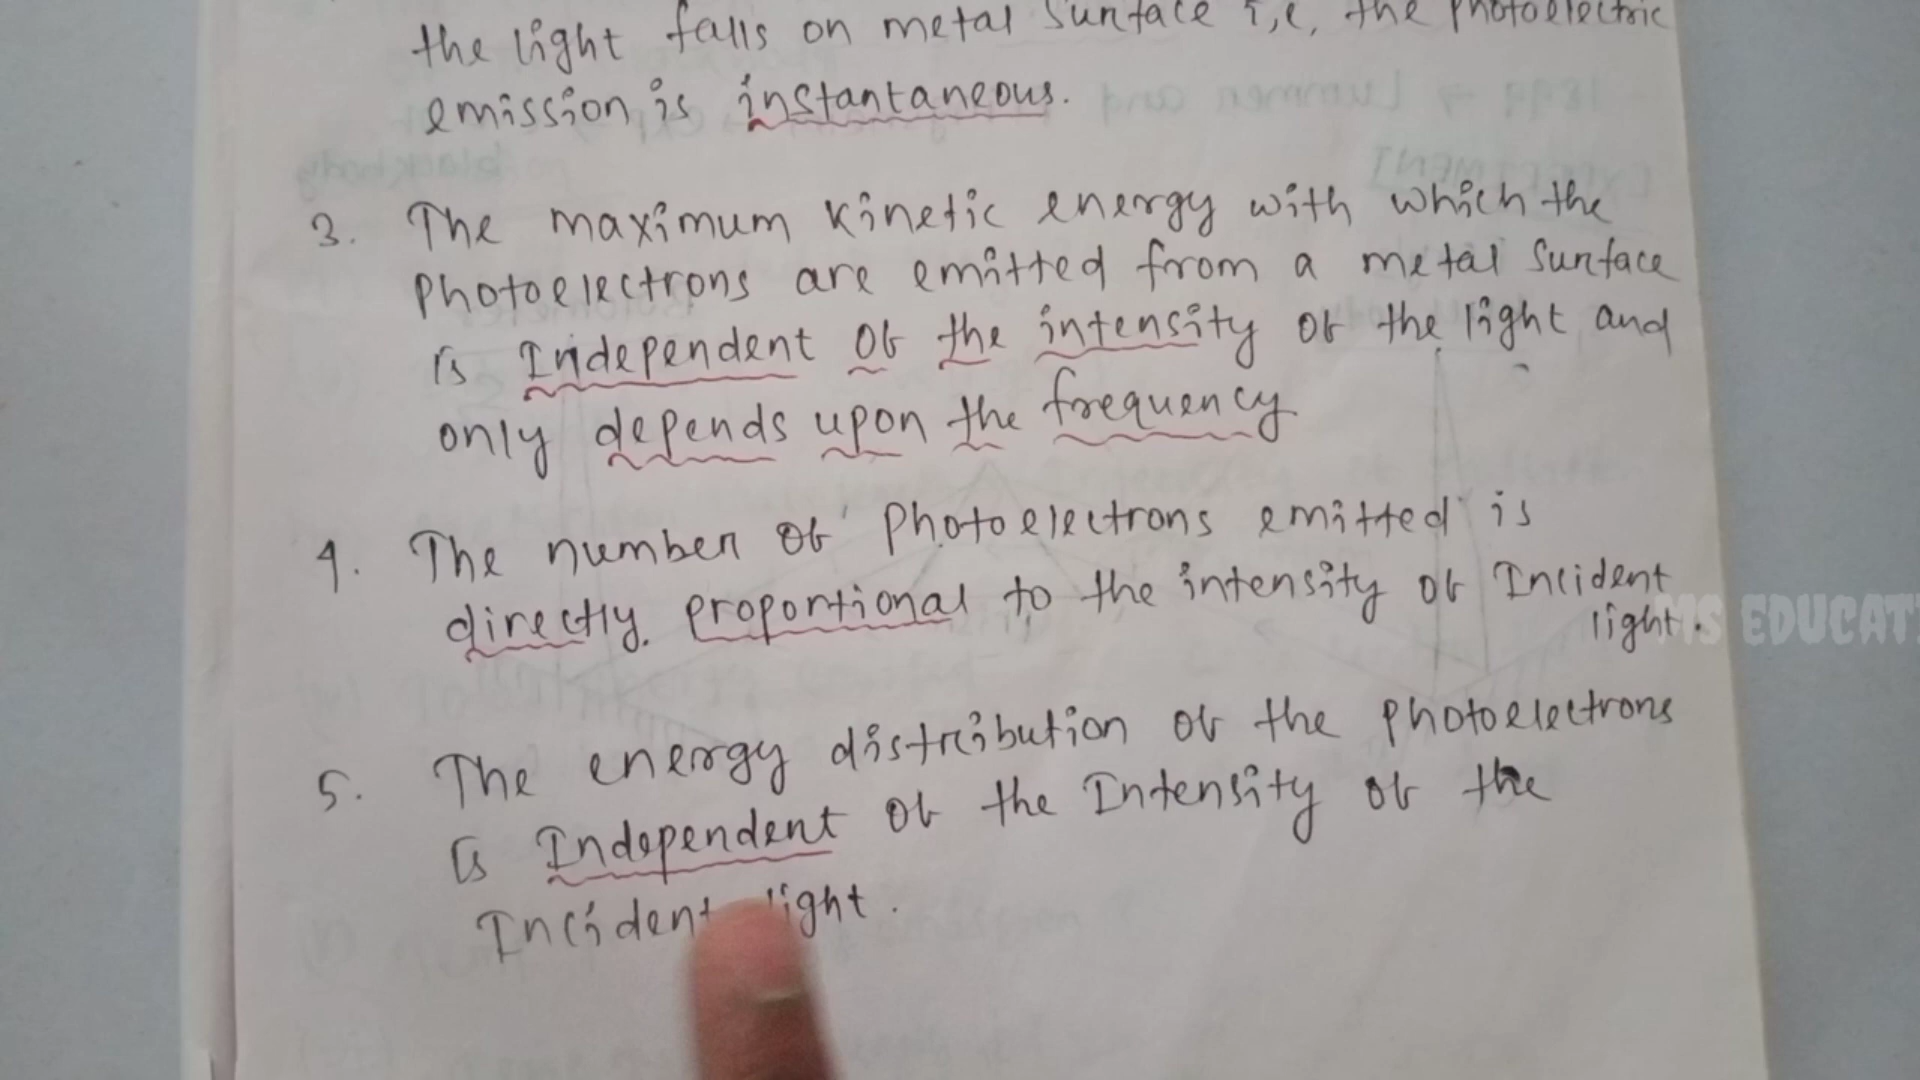 the light falls on metal surface i,e, the photoelectric
emission is instantaneous.
3. The maximum kinetic energy with which the
photoelectrons are emitted from a metal surface
is Independent of the intensity of the light and
only depends upon the frequency
4. The number of photoelectrons emitted is
directly proportional to the intensity of Incident
light.
MS EDUCAT
5. The energy distribution of the photoelectrons
is Independent of the Intensity of the
Incident light.